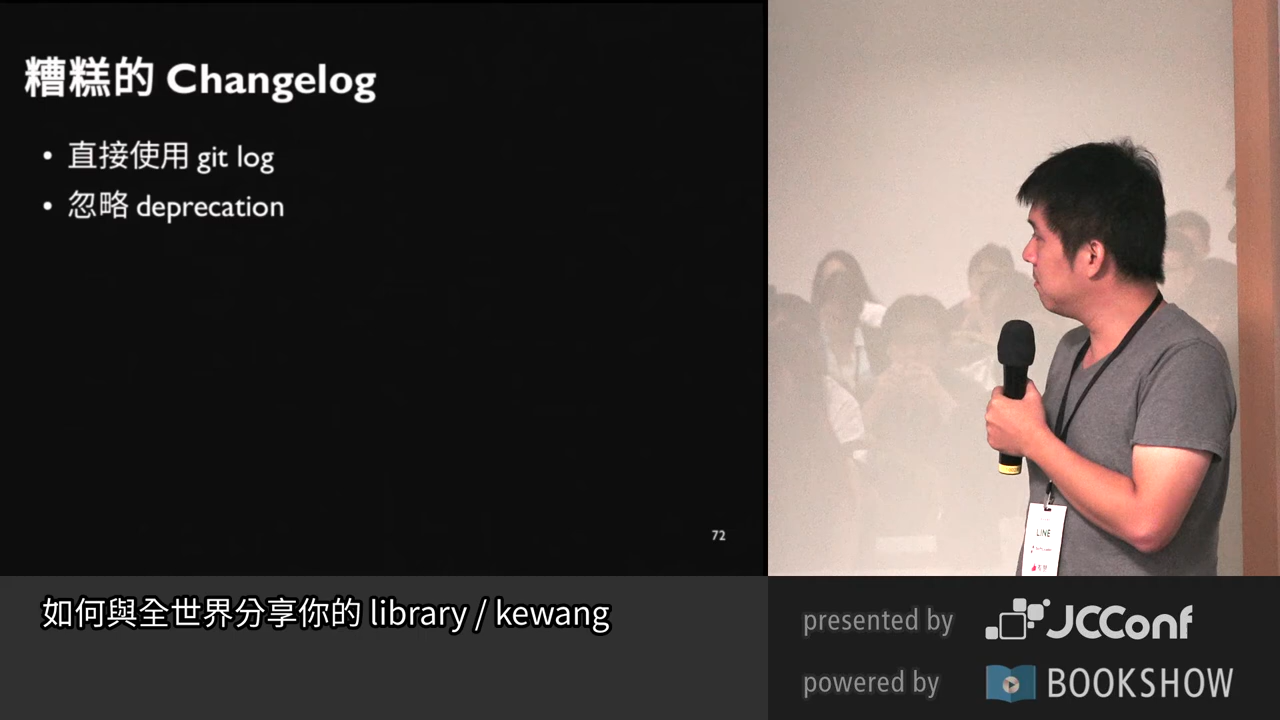 糟糕的 Changelog
• 直接使用 git log
• 忽略 deprecation
72
LINE
如何與全世界分享你的 library / kewang
presented by JCConf
powered by BOOKSHOW